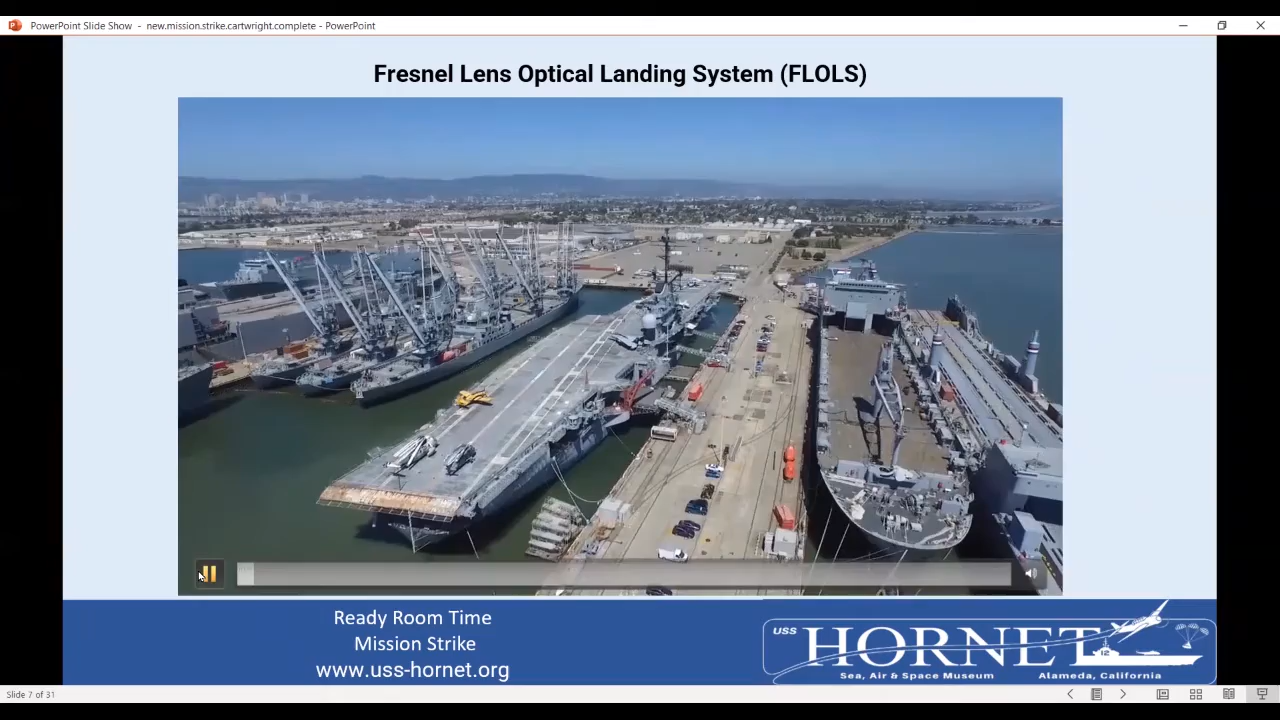 PowerPoint Slide Show - new.mission.strike.cartwright.complete - PowerPoint
Fresnel Lens Optical Landing System (FLOLS)
Ready Room Time
Mission Strike
www.uss-hornet.org
USS HORNET
Sea, Air & Space Museum Alameda, California
Slide 7 of 31